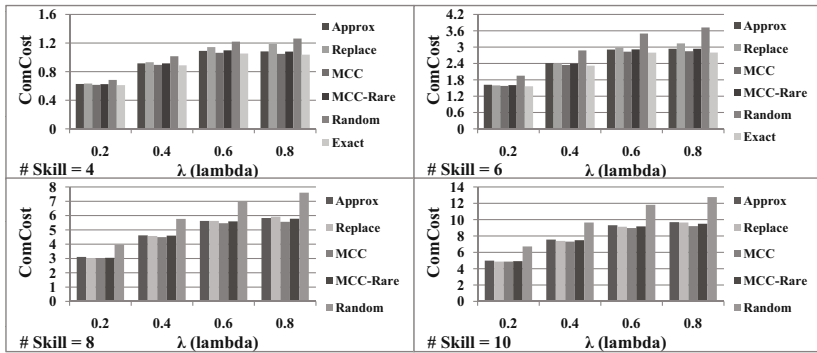 ComCost
1.6
1.2
0.8
0.4
0
0.2 0.4 0.6 0.8
# Skill = 4
λ (lambda)
Approx
Replace
MCC
MCC-Rare
Random
Exact
ComCost
4.2
3.6
3
2.4
1.8
1.2
0.6
0
0.2 0.4 0.6 0.8
# Skill = 6
λ (lambda)
Approx
Replace
MCC
MCC-Rare
Random
Exact
ComCost
8
7
6
5
4
3
2
1
0
0.2 0.4 0.6 0.8
# Skill = 8
λ (lambda)
Approx
Replace
MCC
MCC-Rare
Random
ComCost
14
12
10
8
6
4
2
0
0.2 0.4 0.6 0.8
# Skill = 10
λ (lambda)
Approx
Replace
MCC
MCC-Rare
Random